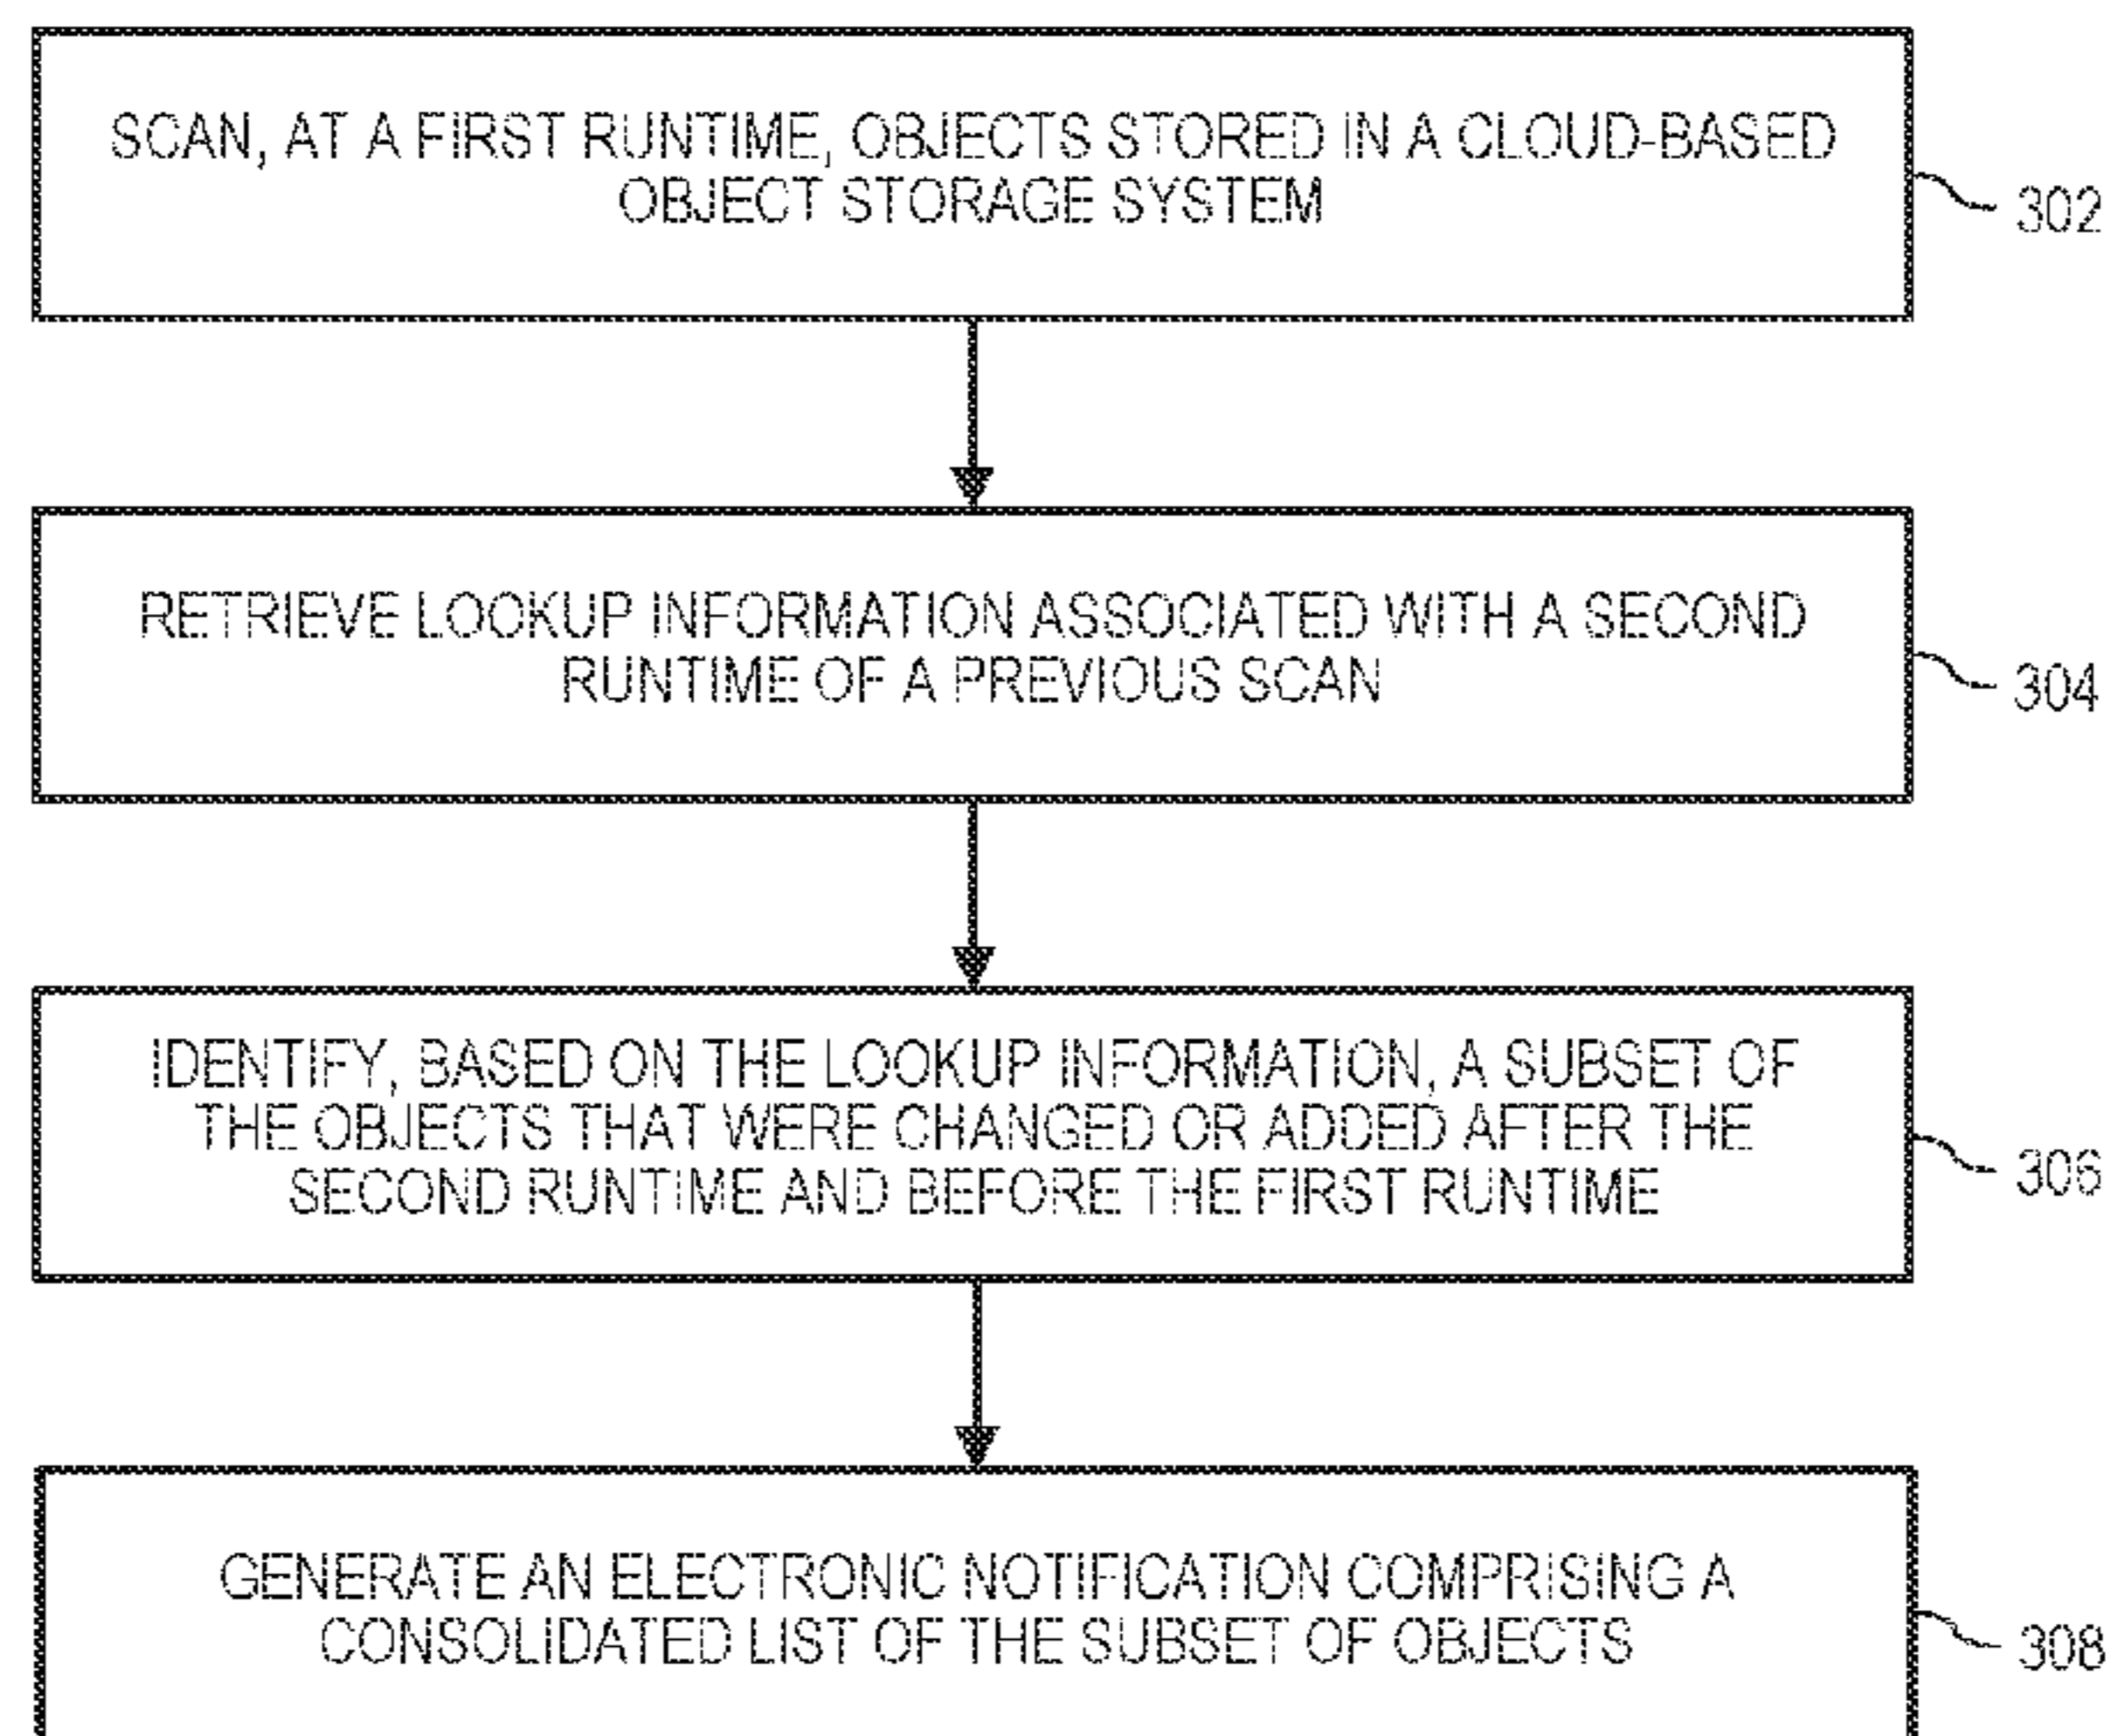 SCAN, AT A FIRST RUNTIME, OBJECTS STORED IN A CLOUD-BASED
OBJECT STORAGE SYSTEM
302
RETRIEVE LOOKUP INFORMATION ASSOCIATED WITH A SECOND
RUNTIME OF A PREVIOUS SCAN
304
IDENTIFY, BASED ON THE LOOKUP INFORMATION, A SUBSET OF
THE OBJECTS THAT WERE CHANGED OR ADDED AFTER THE
SECOND RUNTIME AND BEFORE THE FIRST RUNTIME
306
GENERATE AN ELECTRONIC NOTIFICATION COMPRISING A
CONSOLIDATED LIST OF THE SUBSET OF OBJECTS
308